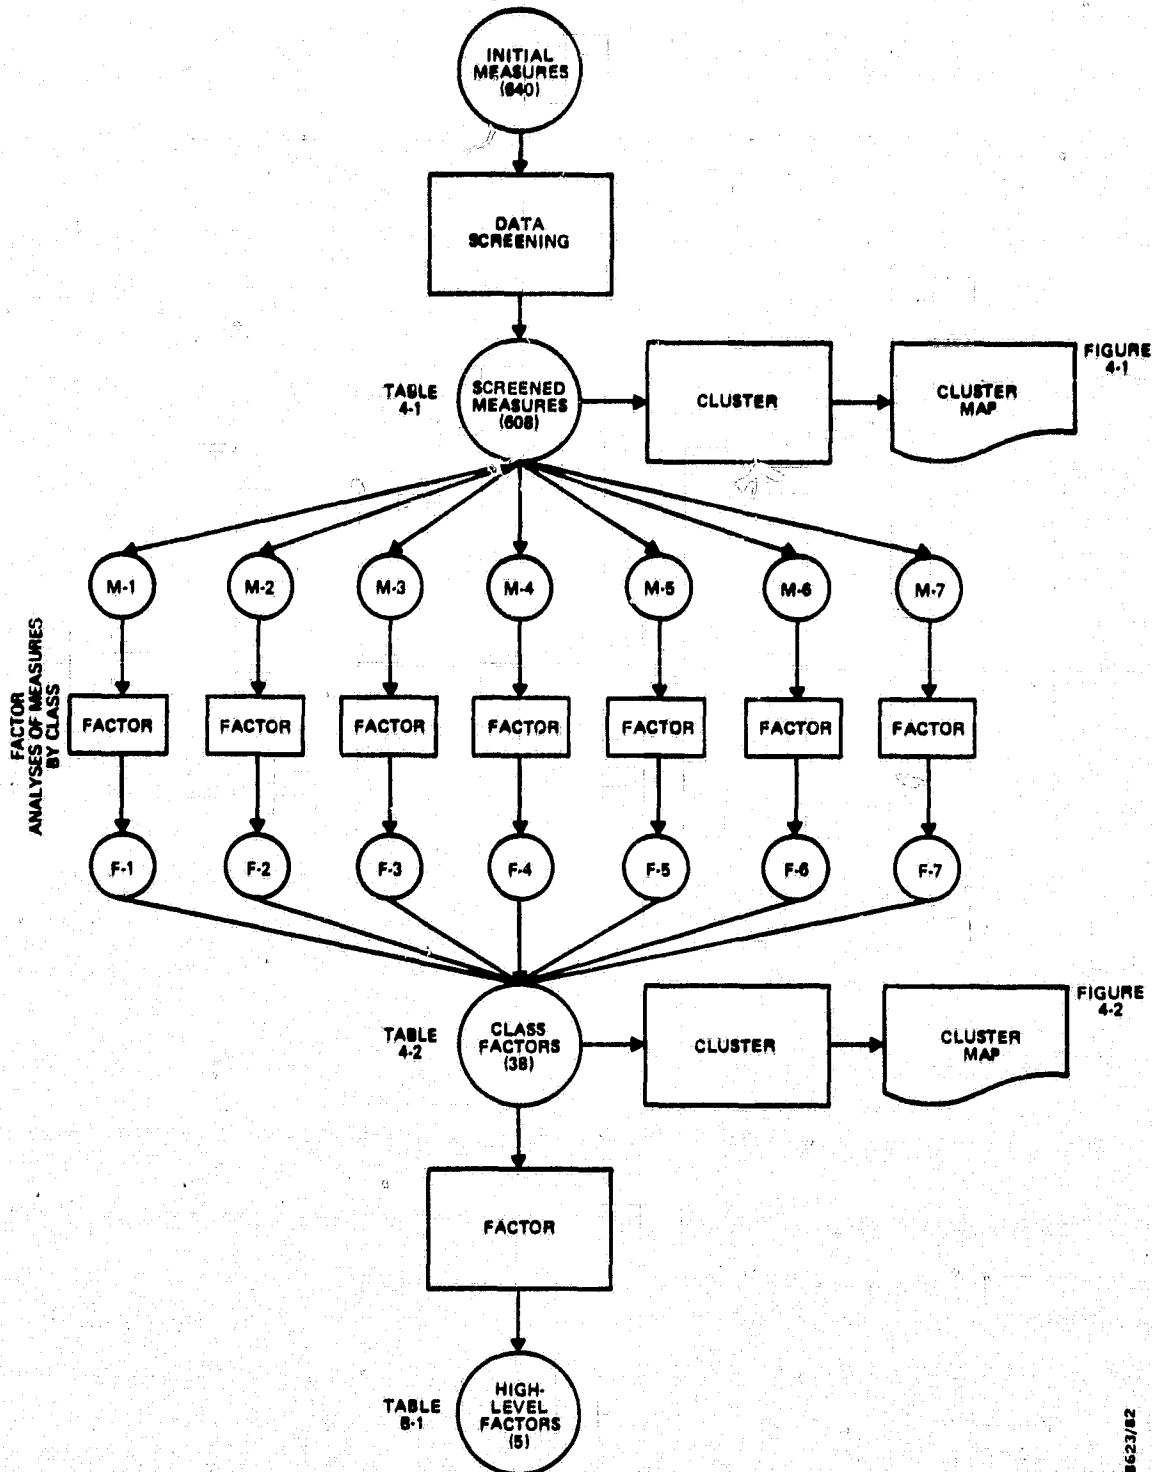 INITIAL
MEASURES
(640)
DATA
SCREENING
TABLE
4-1
SCREENED
MEASURES
(608)
CLUSTER
CLUSTER
MAP
FIGURE
4-1
M-1
M-2
M-3
M-4
M-5
M-6
M-7
FACTOR
ANALYSES OF MEASURES
BY CLASS
FACTOR
FACTOR
FACTOR
FACTOR
FACTOR
FACTOR
FACTOR
F-1
F-2
F-3
F-4
F-5
F-6
F-7
TABLE
4-2
CLASS
FACTORS
(38)
CLUSTER
CLUSTER
MAP
FIGURE
4-2
FACTOR
TABLE
HIGH-
LEVEL
FACTORS
(5)